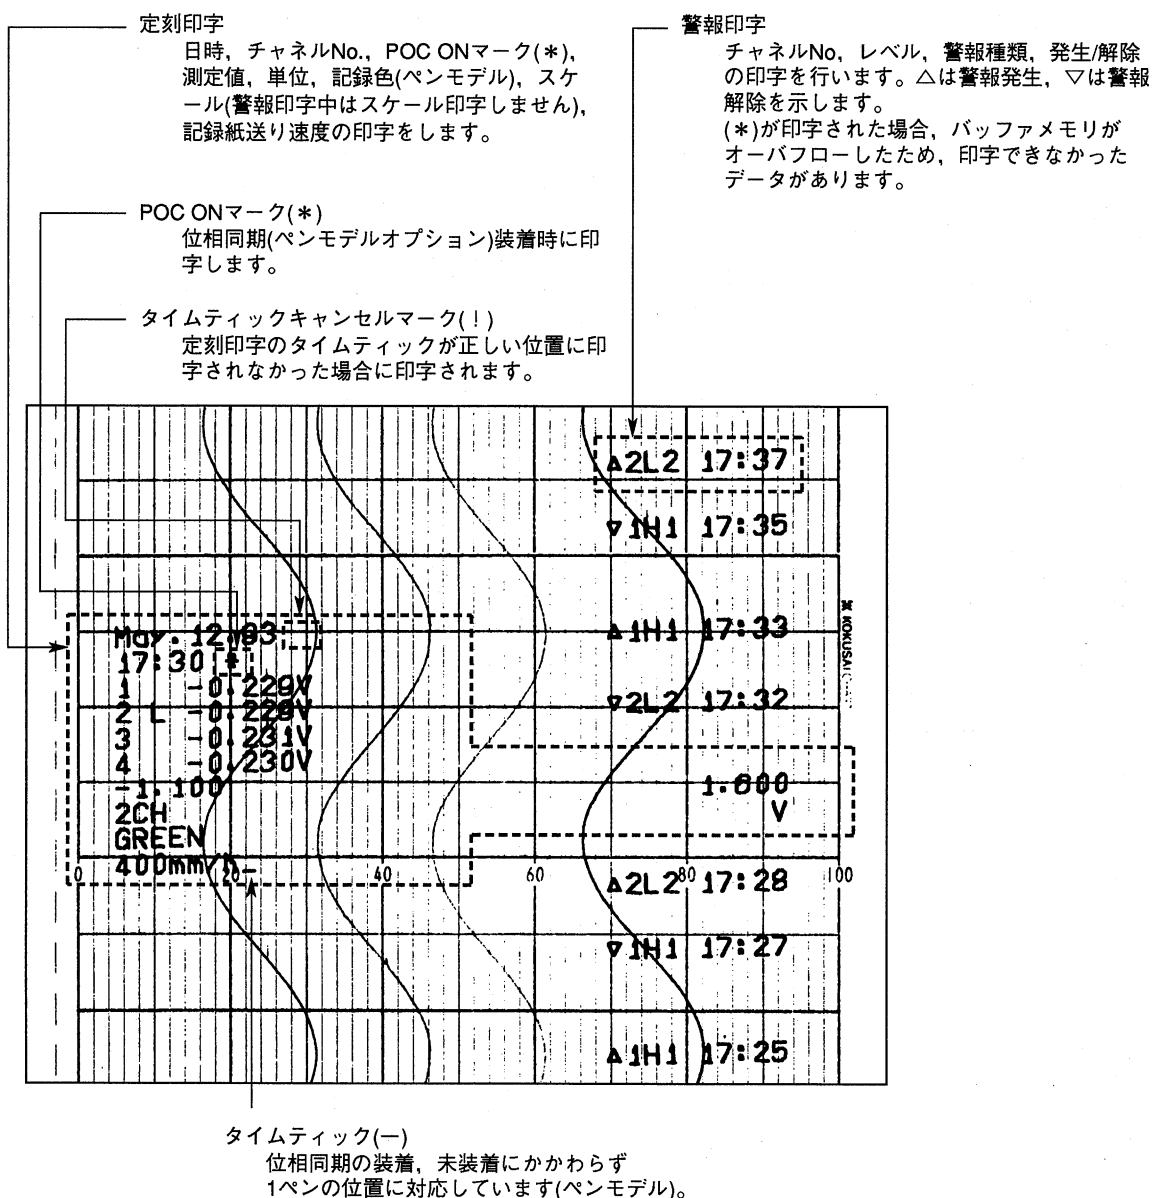 定刻印字
日時，チャネルNo.，POC ONマーク(＊)，
測定値，単位，記録色(ペンモデル)，スケ
ール(警報印字中はスケール印字しません)，
記録紙送り速度の印字をします。
警報印字
チャネルNo，レベル，警報種類，発生/解除
の印字を行います。△は警報発生，▽は警報
解除を示します。
(＊)が印字された場合，バッファメモリが
オーバフローしたため，印字できなかった
データがあります。
POC ONマーク(＊)
位相同期(ペンモデルオプション)装着時に印
字します。
タイムティックキャンセルマーク(！)
定刻印字のタイムティックが正しい位置に印
字されなかった場合に印字されます。
△2L2 17:37
▽1H1 17:35
△1H1 17:33
▽2L2 17:32
KOKUSAI
May.12.93
17:30 *
1 -0.229V
2 L -0.229V
3 -0.231V
4 -0.230V
-1.100
1.600
V
2CH
GREEN
400mm/h
0 20 40 60 80 100
△2L2 17:28
▽1H1 17:27
△1H1 17:25
タイムティック(－)
位相同期の装着，未装着にかかわらず
1ペンの位置に対応しています(ペンモデル)。